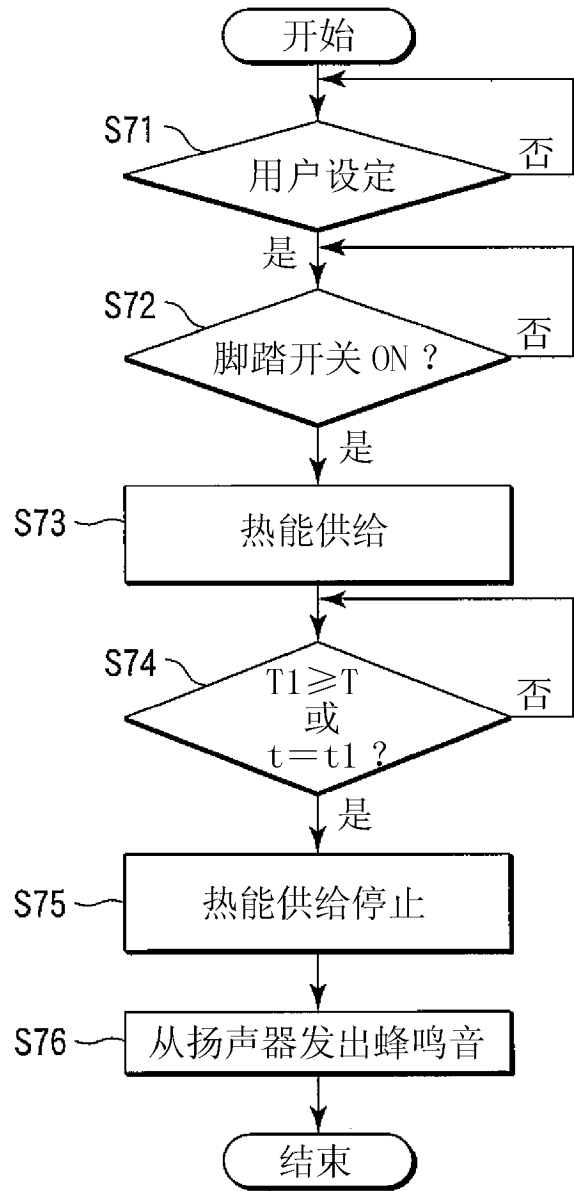 开始
S71
用户设定
否
是
S72
脚踏开关 ON？
否
是
S73
热能供给
S74
T1≥T
或
t＝t1？
否
是
S75
热能供给停止
S76
从扬声器发出蜂鸣音
结束